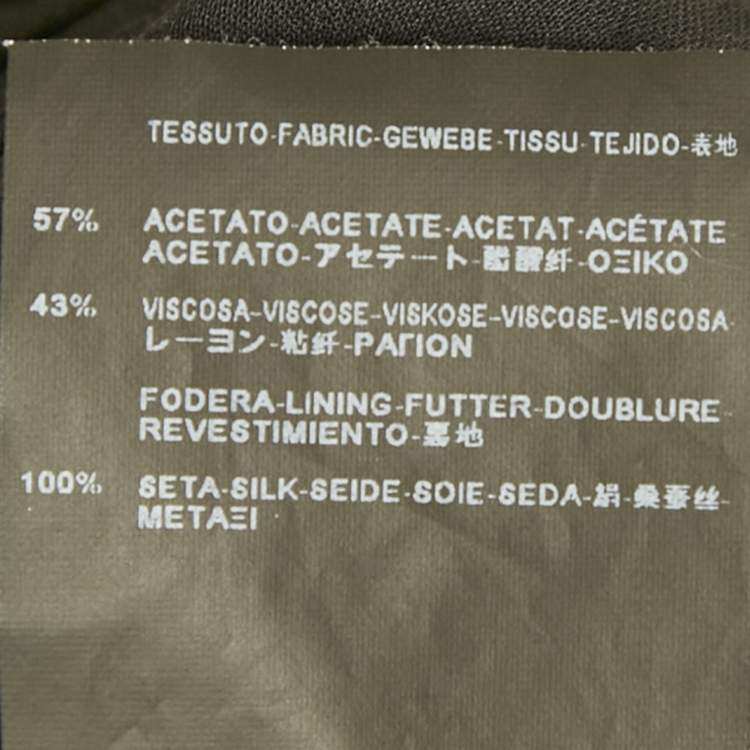 TESSUTO-FABRIC-GEWEBE-TISSU-TEJIDO-表地
57% ACETATO-ACETATE-ACETAT-ACÉTATE
ACETATO-アセテート-醋酸纤-ΟΞΙΚΟ
43% VISCOSA-VISCOSE-VISKOSE-VISCOSE-VISCOSA-
レーヨン-粘纤-ΡΑΓΙΟΝ
FODERA-LINING-FUTTER-DOUBLURE-
REVESTIMIENTO-裏地
100% SETA-SILK-SEIDE-SOIE-SEDA-絹-桑蚕丝-
ΜΕΤΑΞΙ